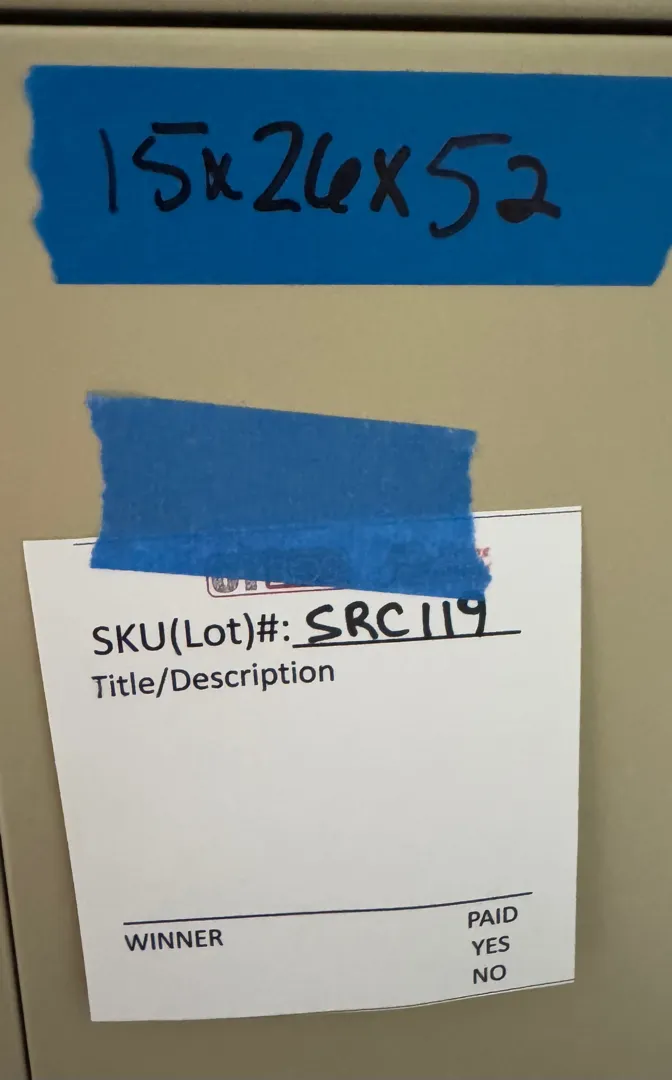 15x26x52
SKU(Lot)#: SRC119
Title/Description
WINNER
PAID
YES
NO